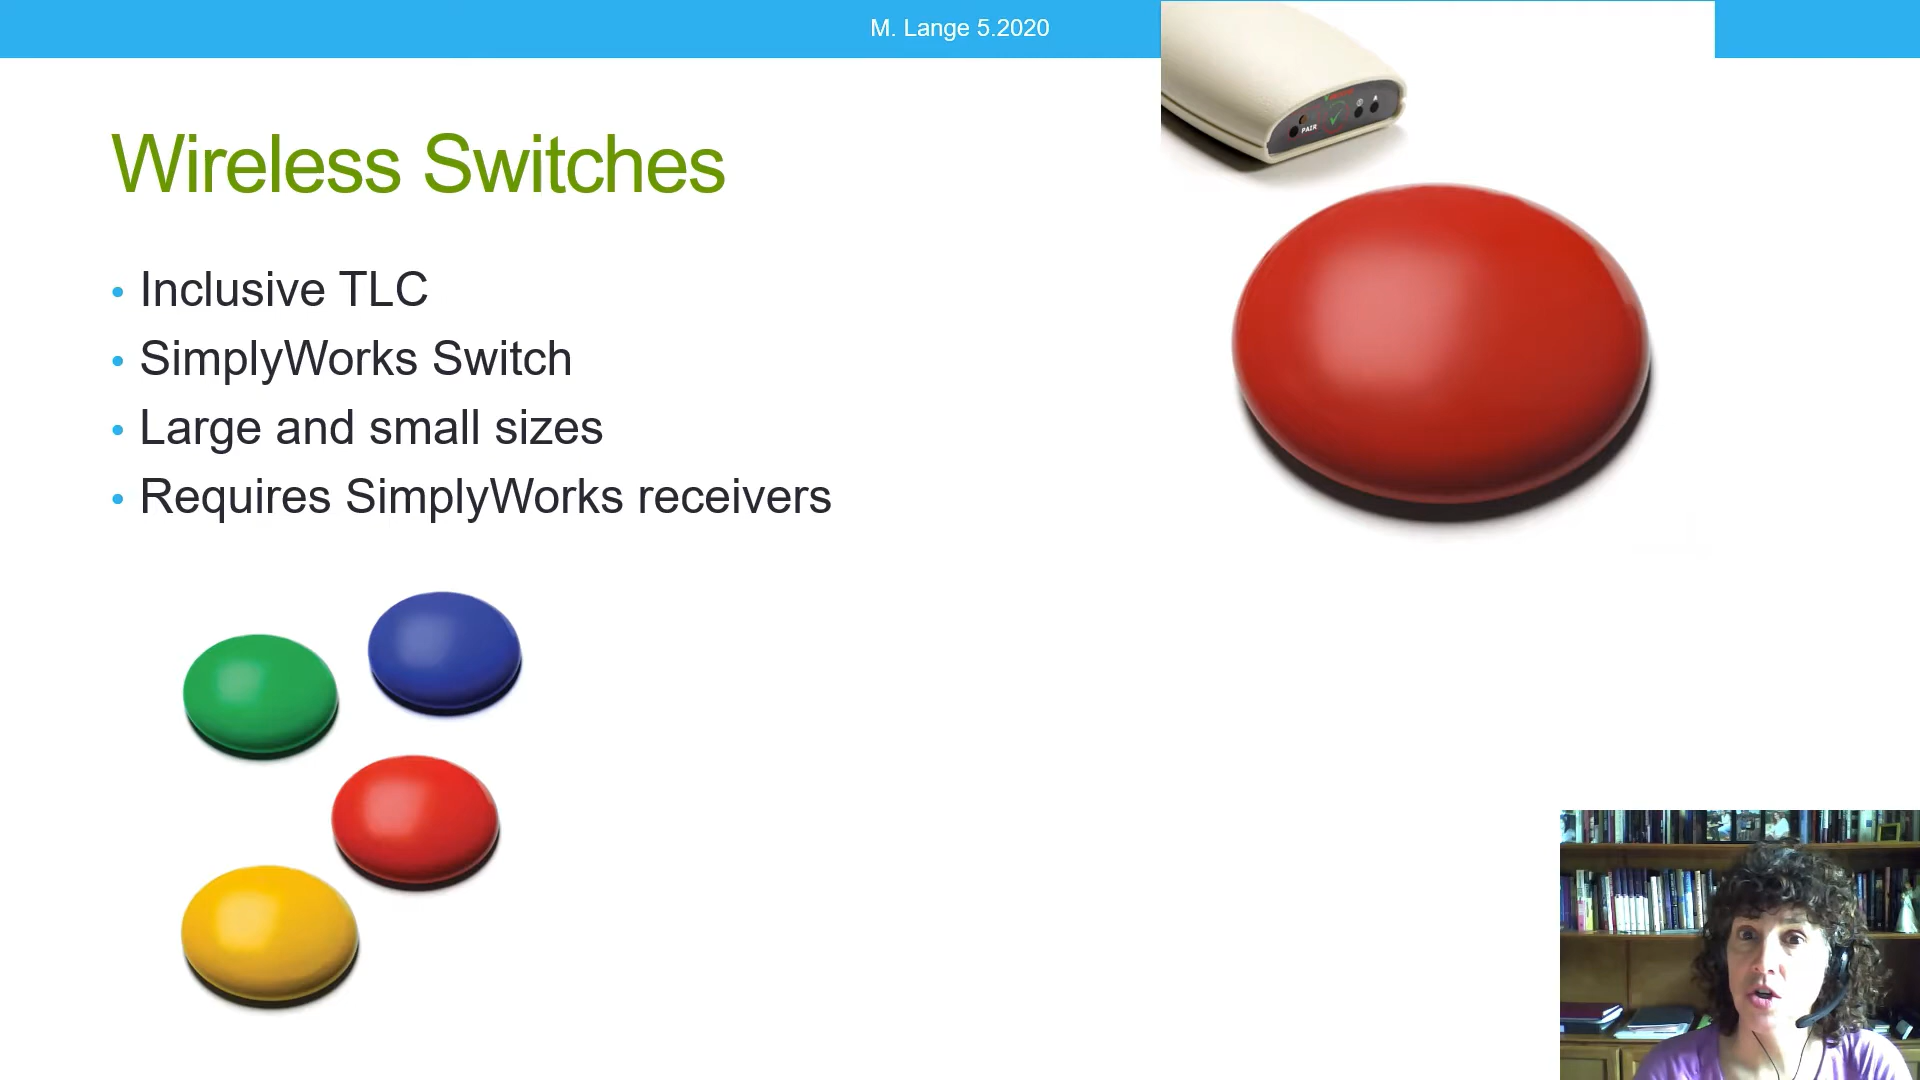 M. Lange 5.2020
PAIR
Wireless Switches
• Inclusive TLC
• SimplyWorks Switch
• Large and small sizes
• Requires SimplyWorks receivers